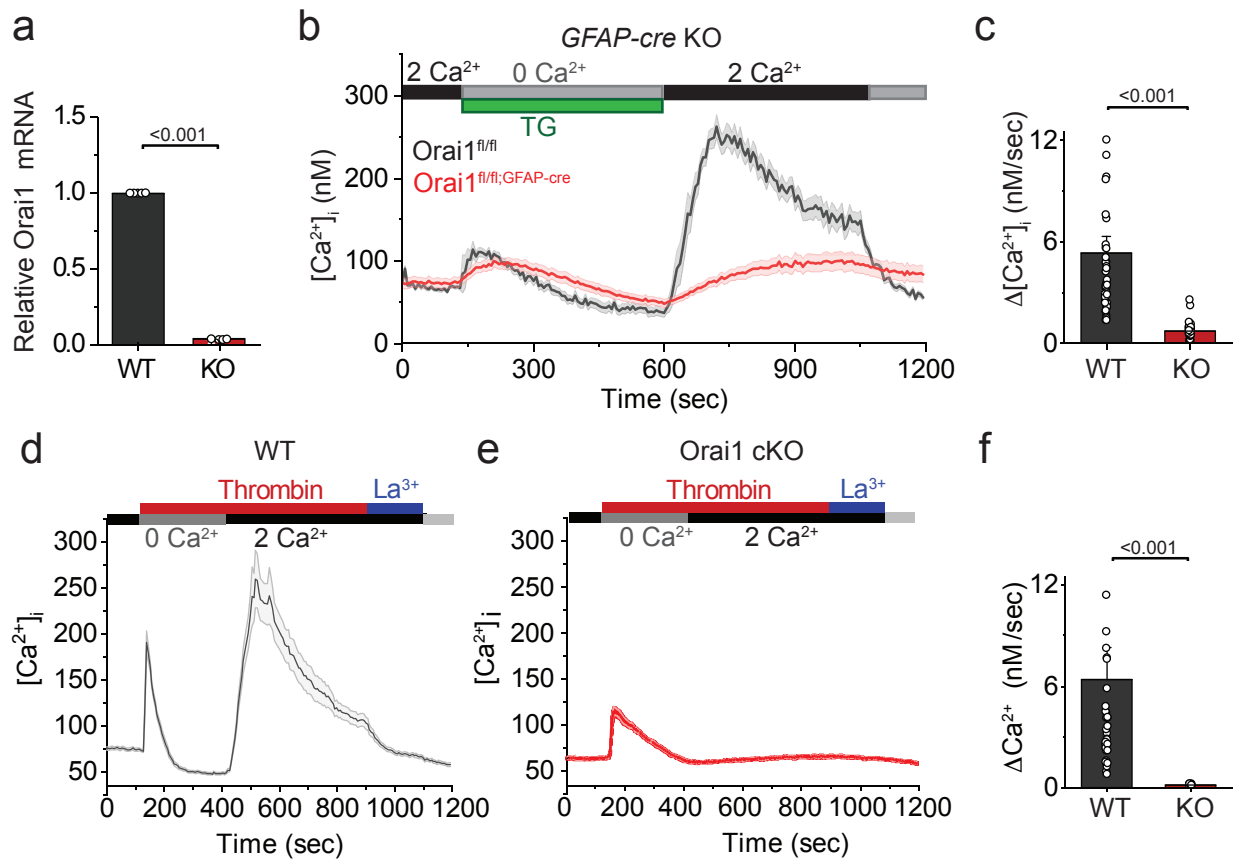 a
Relative Orai1 mRNA
1.5
1.0
0.5
0.0
<0.001
WT
KO
b
GFAP-cre KO
2 Ca²⁺
0 Ca²⁺
2 Ca²⁺
TG
Orai1fl/fl
Orai1fl/fl;GFAP-cre
[Ca²⁺]i (nM)
300
200
100
0
0
300
600
900
1200
Time (sec)
c
<0.001
Δ[Ca²⁺]i (nM/sec)
12
6
0
WT
KO
d
WT
Thrombin
La³⁺
0 Ca²⁺
2 Ca²⁺
[Ca²⁺]i
300
250
200
150
100
50
0 200 400 600 800 1000 1200
Time (sec)
e
Orai1 cKO
Thrombin
La³⁺
0 Ca²⁺
2 Ca²⁺
[Ca²⁺]i
300
250
200
150
100
50
0 200 400 600 800 1000 1200
Time (sec)
f
<0.001
ΔCa²⁺ (nM/sec)
12
6
0
WT
KO